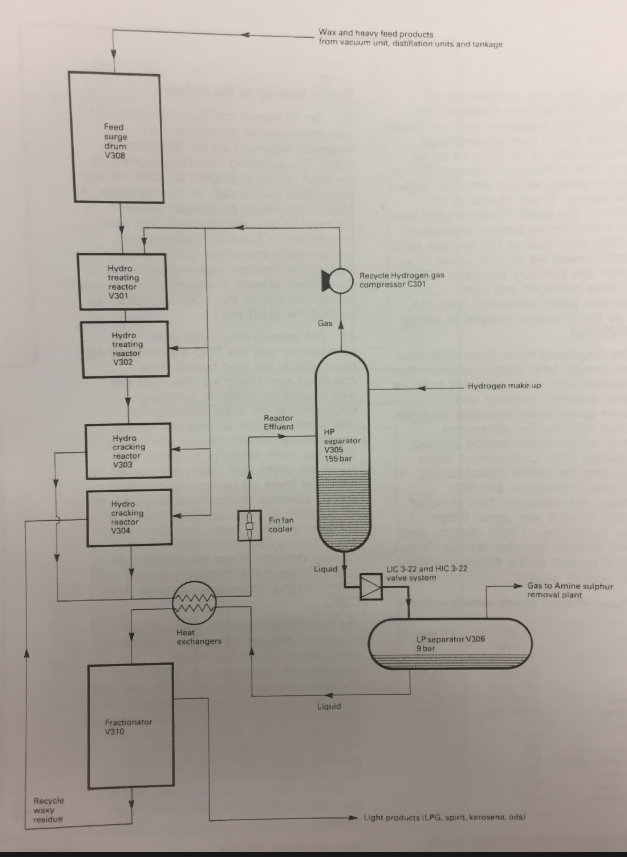 Wax and heavy feed products
from vacuum unit, distillation units and tankage
Feed
surge
drum
V308
Hydro
treating
reactor
V301
Recycle Hydrogen gas
compressor C301
Gas
Hydro
treating
reactor
V302
Hydrogen make up
Reactor
Effluent
HP
separator
V305
155 bar
Hydro
cracking
reactor
V303
Hydro
cracking
reactor
V304
Fin fan
cooler
Liquid
LIC 3-22 and HIC 3-22
valve system
Gas to Amine sulphur
removal plant
Heat
exchangers
LP separator V306
9 bar
Liquid
Fractionator
V310
Recycle
waxy
residue
Light products (LPG, spirit, kerosene, oils)